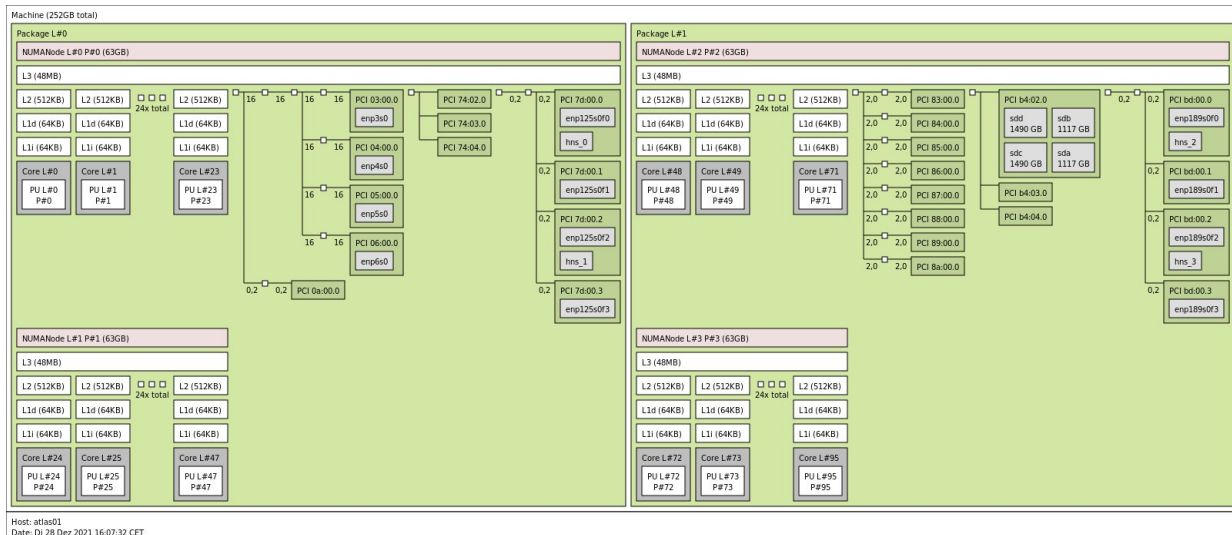 Machine (252GB total)
Package L#0
NUMANode L#0 P#0 (63GB)
L3 (48MB)
L2 (512KB) L2 (512KB) 24x total L2 (512KB)
L1d (64KB) L1d (64KB) L1d (64KB)
L1i (64KB) L1i (64KB) L1i (64KB)
Core L#0 Core L#1 Core L#23
PU L#0 PU L#1 PU L#23
P#0 P#1 P#23
16 16 16 16 PCI 03:00.0
enp3s0
16 16 PCI 04:00.0
enp4s0
16 16 PCI 05:00.0
enp5s0
16 16 PCI 06:00.0
enp6s0
0,2 0,2 PCI 0a:00.0
PCI 74:02.0
PCI 74:03.0
PCI 74:04.0
0,2 0,2 PCI 7d:00.0
enp125s0f0
hns_0
0,2 PCI 7d:00.1
enp125s0f1
0,2 PCI 7d:00.2
enp125s0f2
hns_1
0,2 PCI 7d:00.3
enp125s0f3
NUMANode L#1 P#1 (63GB)
L3 (48MB)
L2 (512KB) L2 (512KB) 24x total L2 (512KB)
L1d (64KB) L1d (64KB) L1d (64KB)
L1i (64KB) L1i (64KB) L1i (64KB)
Core L#24 Core L#25 Core L#47
PU L#24 PU L#25 PU L#47
P#24 P#25 P#47
Package L#1
NUMANode L#2 P#2 (63GB)
L3 (48MB)
L2 (512KB) L2 (512KB) 24x total L2 (512KB)
L1d (64KB) L1d (64KB) L1d (64KB)
L1i (64KB) L1i (64KB) L1i (64KB)
Core L#48 Core L#49 Core L#71
PU L#48 PU L#49 PU L#71
P#48 P#49 P#71
2,0 2,0 PCI 83:00.0
2,0 2,0 PCI 84:00.0
2,0 2,0 PCI 85:00.0
2,0 2,0 PCI 86:00.0
2,0 2,0 PCI 87:00.0
2,0 2,0 PCI 88:00.0
2,0 2,0 PCI 89:00.0
2,0 2,0 PCI 8a:00.0
PCI b4:02.0
sdd sdb
1490 GB 1117 GB
sdc sda
1490 GB 1117 GB
PCI b4:03.0
PCI b4:04.0
0,2 0,2 PCI bd:00.0
enp189s0f0
hns_2
0,2 PCI bd:00.1
enp189s0f1
0,2 PCI bd:00.2
enp189s0f2
hns_3
0,2 PCI bd:00.3
enp189s0f3
NUMANode L#3 P#3 (63GB)
L3 (48MB)
L2 (512KB) L2 (512KB) 24x total L2 (512KB)
L1d (64KB) L1d (64KB) L1d (64KB)
L1i (64KB) L1i (64KB) L1i (64KB)
Core L#72 Core L#73 Core L#95
PU L#72 PU L#73 PU L#95
P#72 P#73 P#95
Host: atlas01
Date: Di 28 Dez 2021 16:07:32 CET